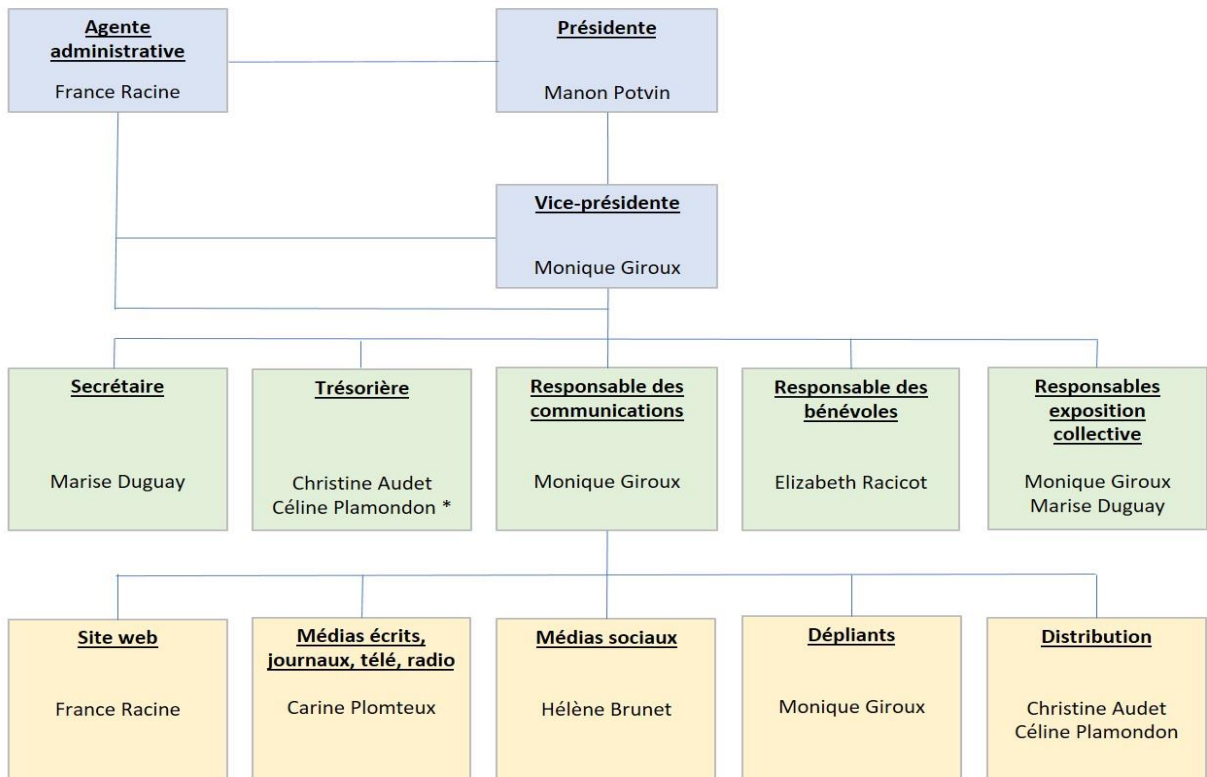 Agente
administrative
France Racine
Présidente
Manon Potvin
Vice-présidente
Monique Giroux
Secrétaire
Marise Duguay
Trésorière
Christine Audet
Céline Plamondon *
Responsable des
communications
Monique Giroux
Responsable des
bénévoles
Elizabeth Racicot
Responsables
exposition
collective
Monique Giroux
Marise Duguay
Site web
France Racine
Médias écrits,
journaux, télé, radio
Carine Plomteux
Médias sociaux
Hélène Brunet
Dépliants
Monique Giroux
Distribution
Christine Audet
Céline Plamondon